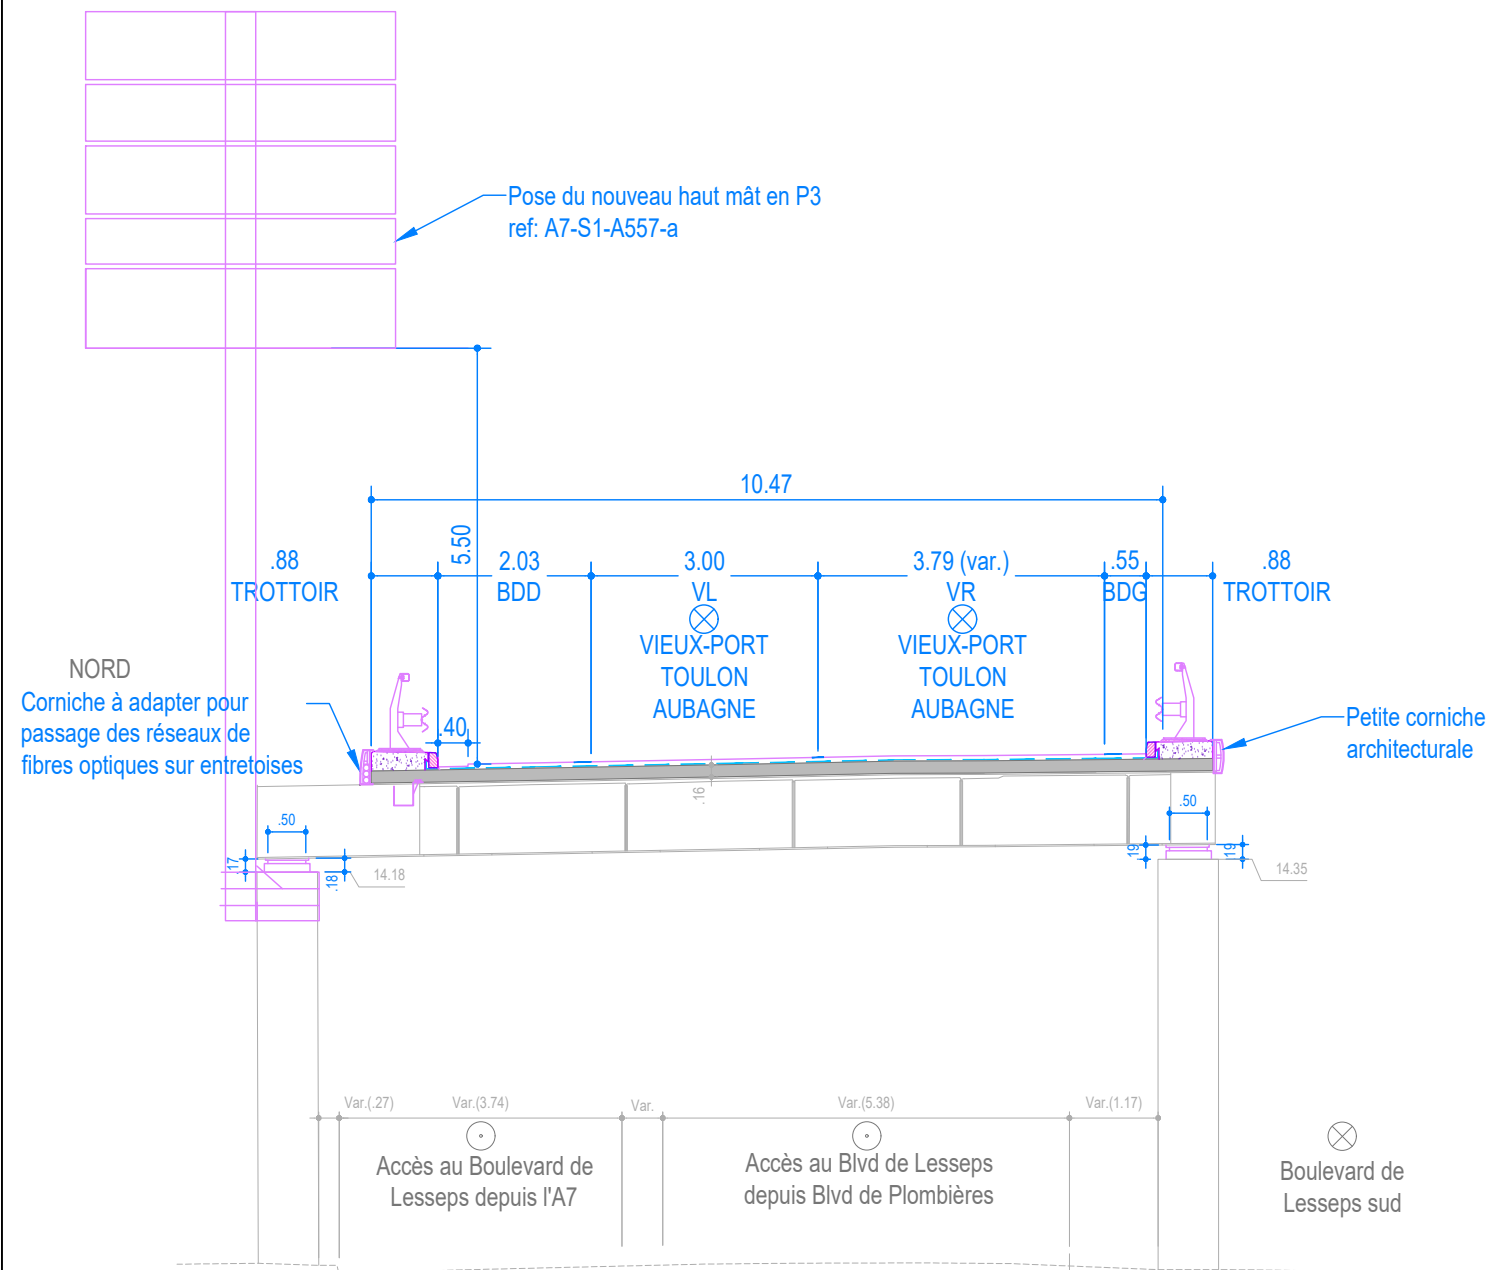 Pose du nouveau haut mât en P3
ref: A7-S1-A557-a
10.47
5.50
.88
TROTTOIR
2.03
BDD
3.00
VL
3.79 (var.)
VR
.55
BDG
.88
TROTTOIR
VIEUX-PORT
TOULON
AUBAGNE
VIEUX-PORT
TOULON
AUBAGNE
NORD
Corniche à adapter pour
passage des réseaux de
fibres optiques sur entretoises
.40
Petite corniche
architecturale
.16
.50
.50
.17
.18
14.18
.19
.19
14.35
Var.(.27)
Var.(3.74)
Var.
Var.(5.38)
Var.(1.17)
Accès au Boulevard de
Lesseps depuis l'A7
Accès au Blvd de Lesseps
depuis Blvd de Plombières
Boulevard de
Lesseps sud